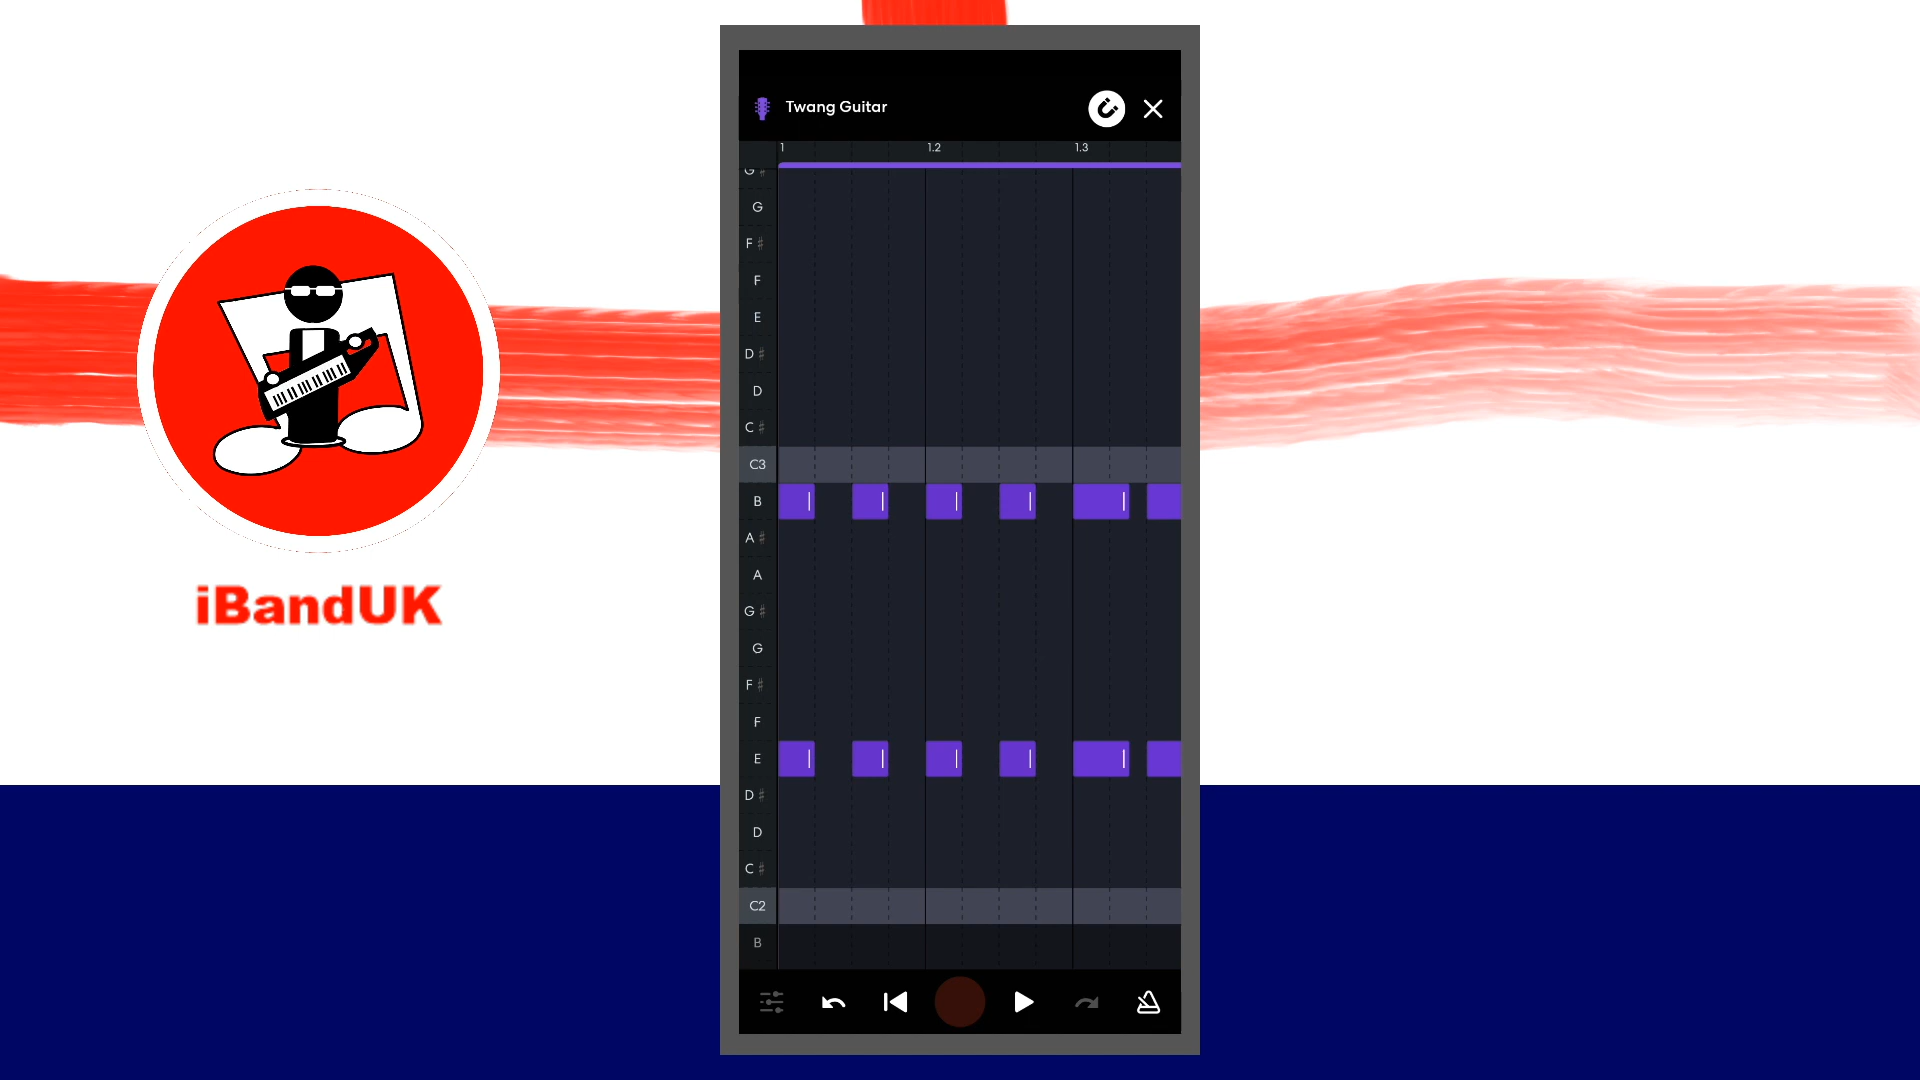 Twang Guitar
1 1.2 1.3
G♯
G
F♯
F
E
D♯
D
C♯
C3
B
A♯
A
G♯
G
F♯
F
E
D♯
D
C♯
C2
B
iBandUK